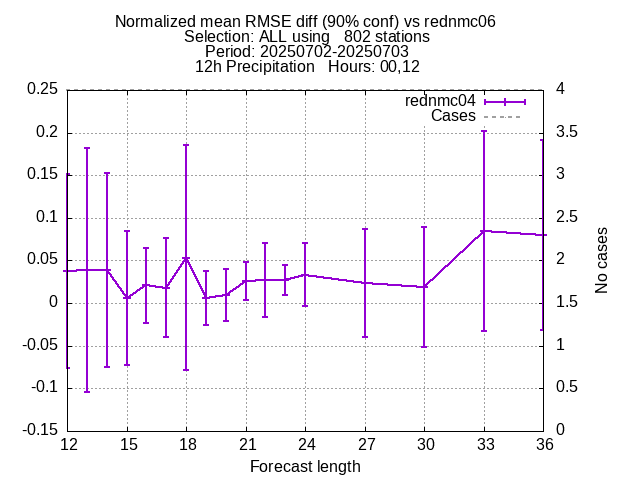 Normalized mean RMSE diff (90% conf) vs rednmc06
Selection: ALL using   802 stations
Period: 20250702-20250703
12h Precipitation   Hours: 00,12
rednmc04
Cases
0.25
0.2
0.15
0.1
0.05
0
-0.05
-0.1
-0.15
4
3.5
3
2.5
2
1.5
1
0.5
0
No cases
12 15 18 21 24 27 30 33 36
Forecast length